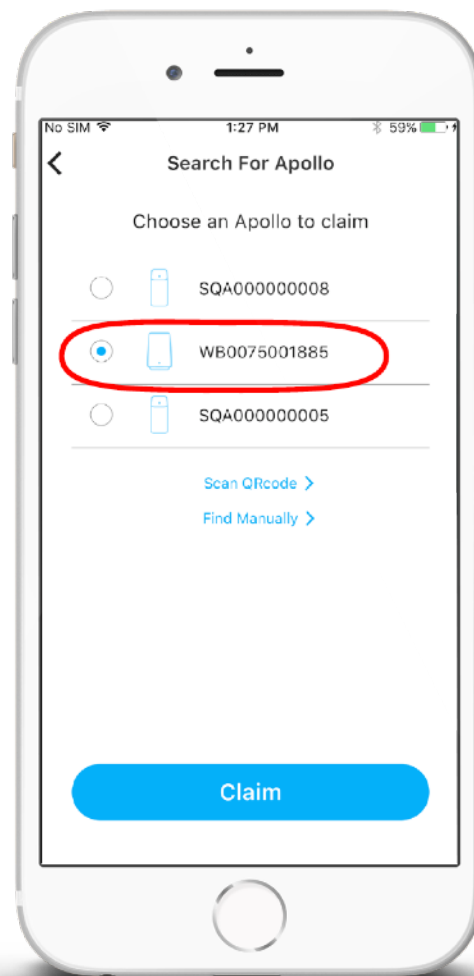 No SIM 1:27 PM 59%
Search For Apollo
Choose an Apollo to claim
SQA000000008
WB0075001885
SQA000000005
Scan QRcode
Find Manually
Claim